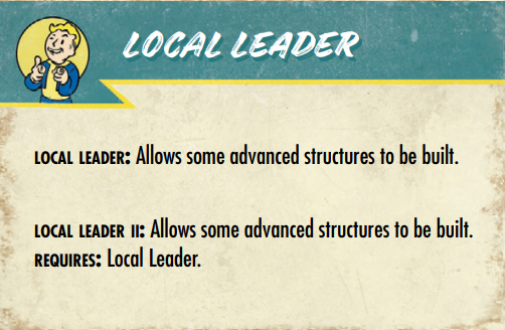 LOCAL LEADER
LOCAL LEADER: Allows some advanced structures to be built.
LOCAL LEADER II: Allows some advanced structures to be built.
REQUIRES: Local Leader.